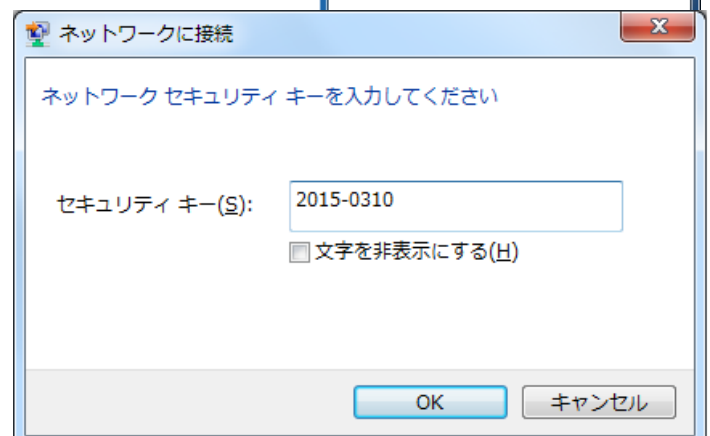 ネットワークに接続
ネットワーク セキュリティ キーを入力してください
セキュリティ キー(S): 2015-0310
文字を非表示にする(H)
OK キャンセル